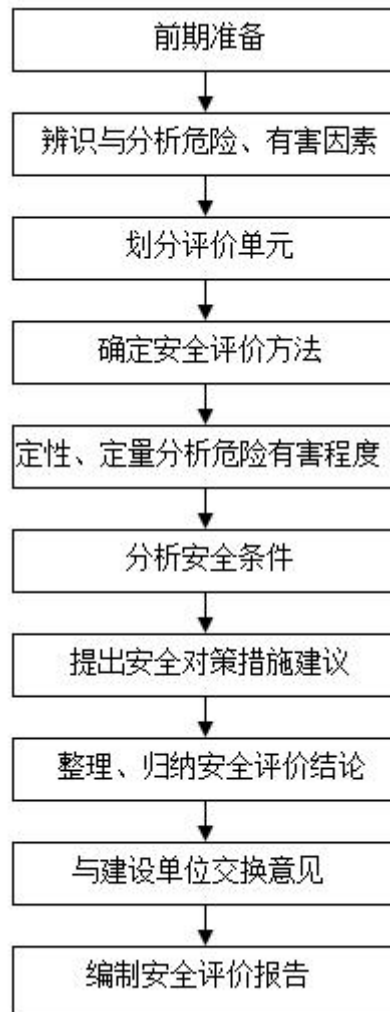 前期准备
辨识与分析危险、有害因素
划分评价单元
确定安全评价方法
定性、定量分析危险有害程度
分析安全条件
提出安全对策措施建议
整理、归纳安全评价结论
与建设单位交换意见
编制安全评价报告